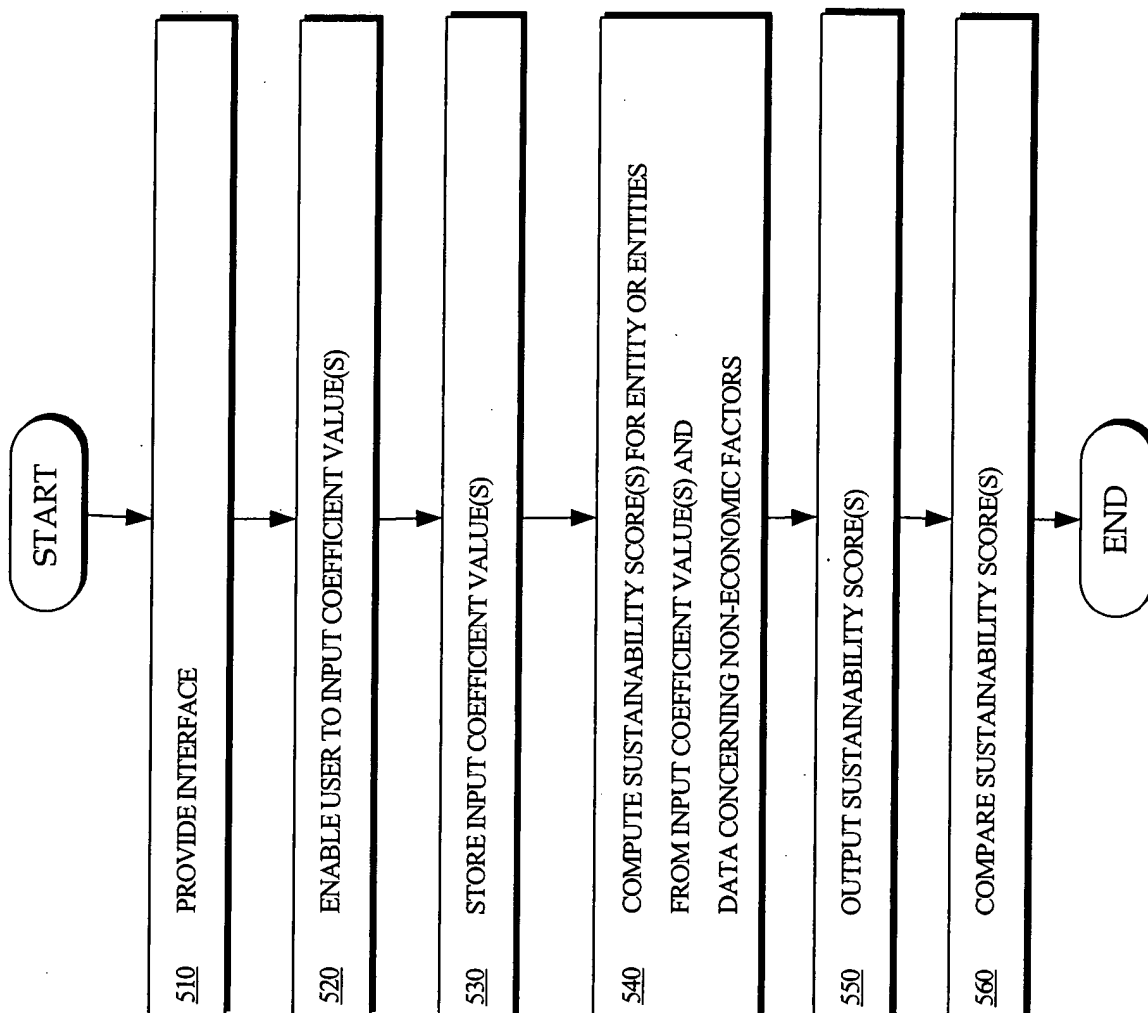 START
510 PROVIDE INTERFACE
520 ENABLE USER TO INPUT COEFFICIENT VALUE(S)
530 STORE INPUT COEFFICIENT VALUE(S)
540 COMPUTE SUSTAINABILITY SCORE(S) FOR ENTITY OR ENTITIES
FROM INPUT COEFFICIENT VALUE(S) AND
DATA CONCERNING NON-ECONOMIC FACTORS
550 OUTPUT SUSTAINABILITY SCORE(S)
560 COMPARE SUSTAINABILITY SCORE(S)
END